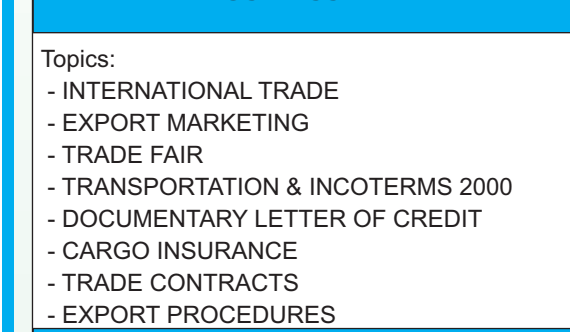 Topics:
- INTERNATIONAL TRADE
- EXPORT MARKETING
- TRADE FAIR
- TRANSPORTATION & INCOTERMS 2000
- DOCUMENTARY LETTER OF CREDIT
- CARGO INSURANCE
- TRADE CONTRACTS
- EXPORT PROCEDURES